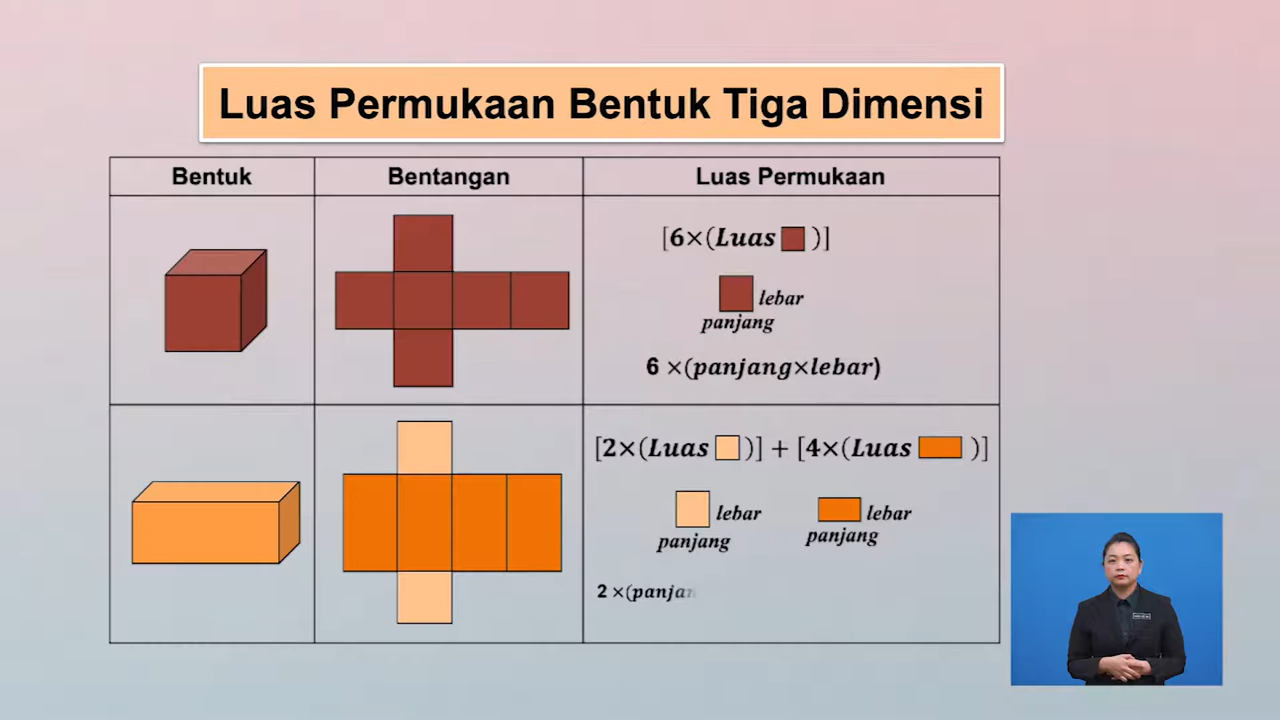 Luas Permukaan Bentuk Tiga Dimensi
Bentuk Bentangan Luas Permukaan
[6×(Luas )]
lebar
panjang
6 ×(panjang×lebar)
[2×(Luas )] + [4×(Luas )]
lebar lebar
panjang panjang
2 ×(panjan